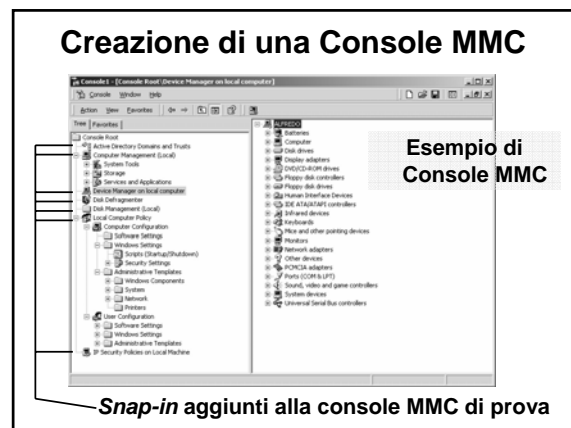 Creazione di una Console MMC
Console1 - [Console Root\Device Manager on local computer]
Console Window Help
Action View Favorites
Tree Favorites
Console Root
Active Directory Domains and Trusts
Computer Management (Local)
System Tools
Storage
Services and Applications
Device Manager on local computer
Disk Defragmenter
Disk Management (Local)
Local Computer Policy
Computer Configuration
Software Settings
Windows Settings
Scripts (Startup/Shutdown)
Security Settings
Administrative Templates
Windows Components
System
Network
Printers
User Configuration
Software Settings
Windows Settings
Administrative Templates
IP Security Policies on Local Machine
ALFREDO
Batteries
Computer
Disk drives
Display adapters
DVD/CD-ROM drives
Floppy disk controllers
Floppy disk drives
Human Interface Devices
IDE ATA/ATAPI controllers
Infrared devices
Keyboards
Mice and other pointing devices
Monitors
Network adapters
Other devices
PCMCIA adapters
Ports (COM & LPT)
Sound, video and game controllers
System devices
Universal Serial Bus controllers
Esempio di
Console MMC
Snap-in aggiunti alla console MMC di prova